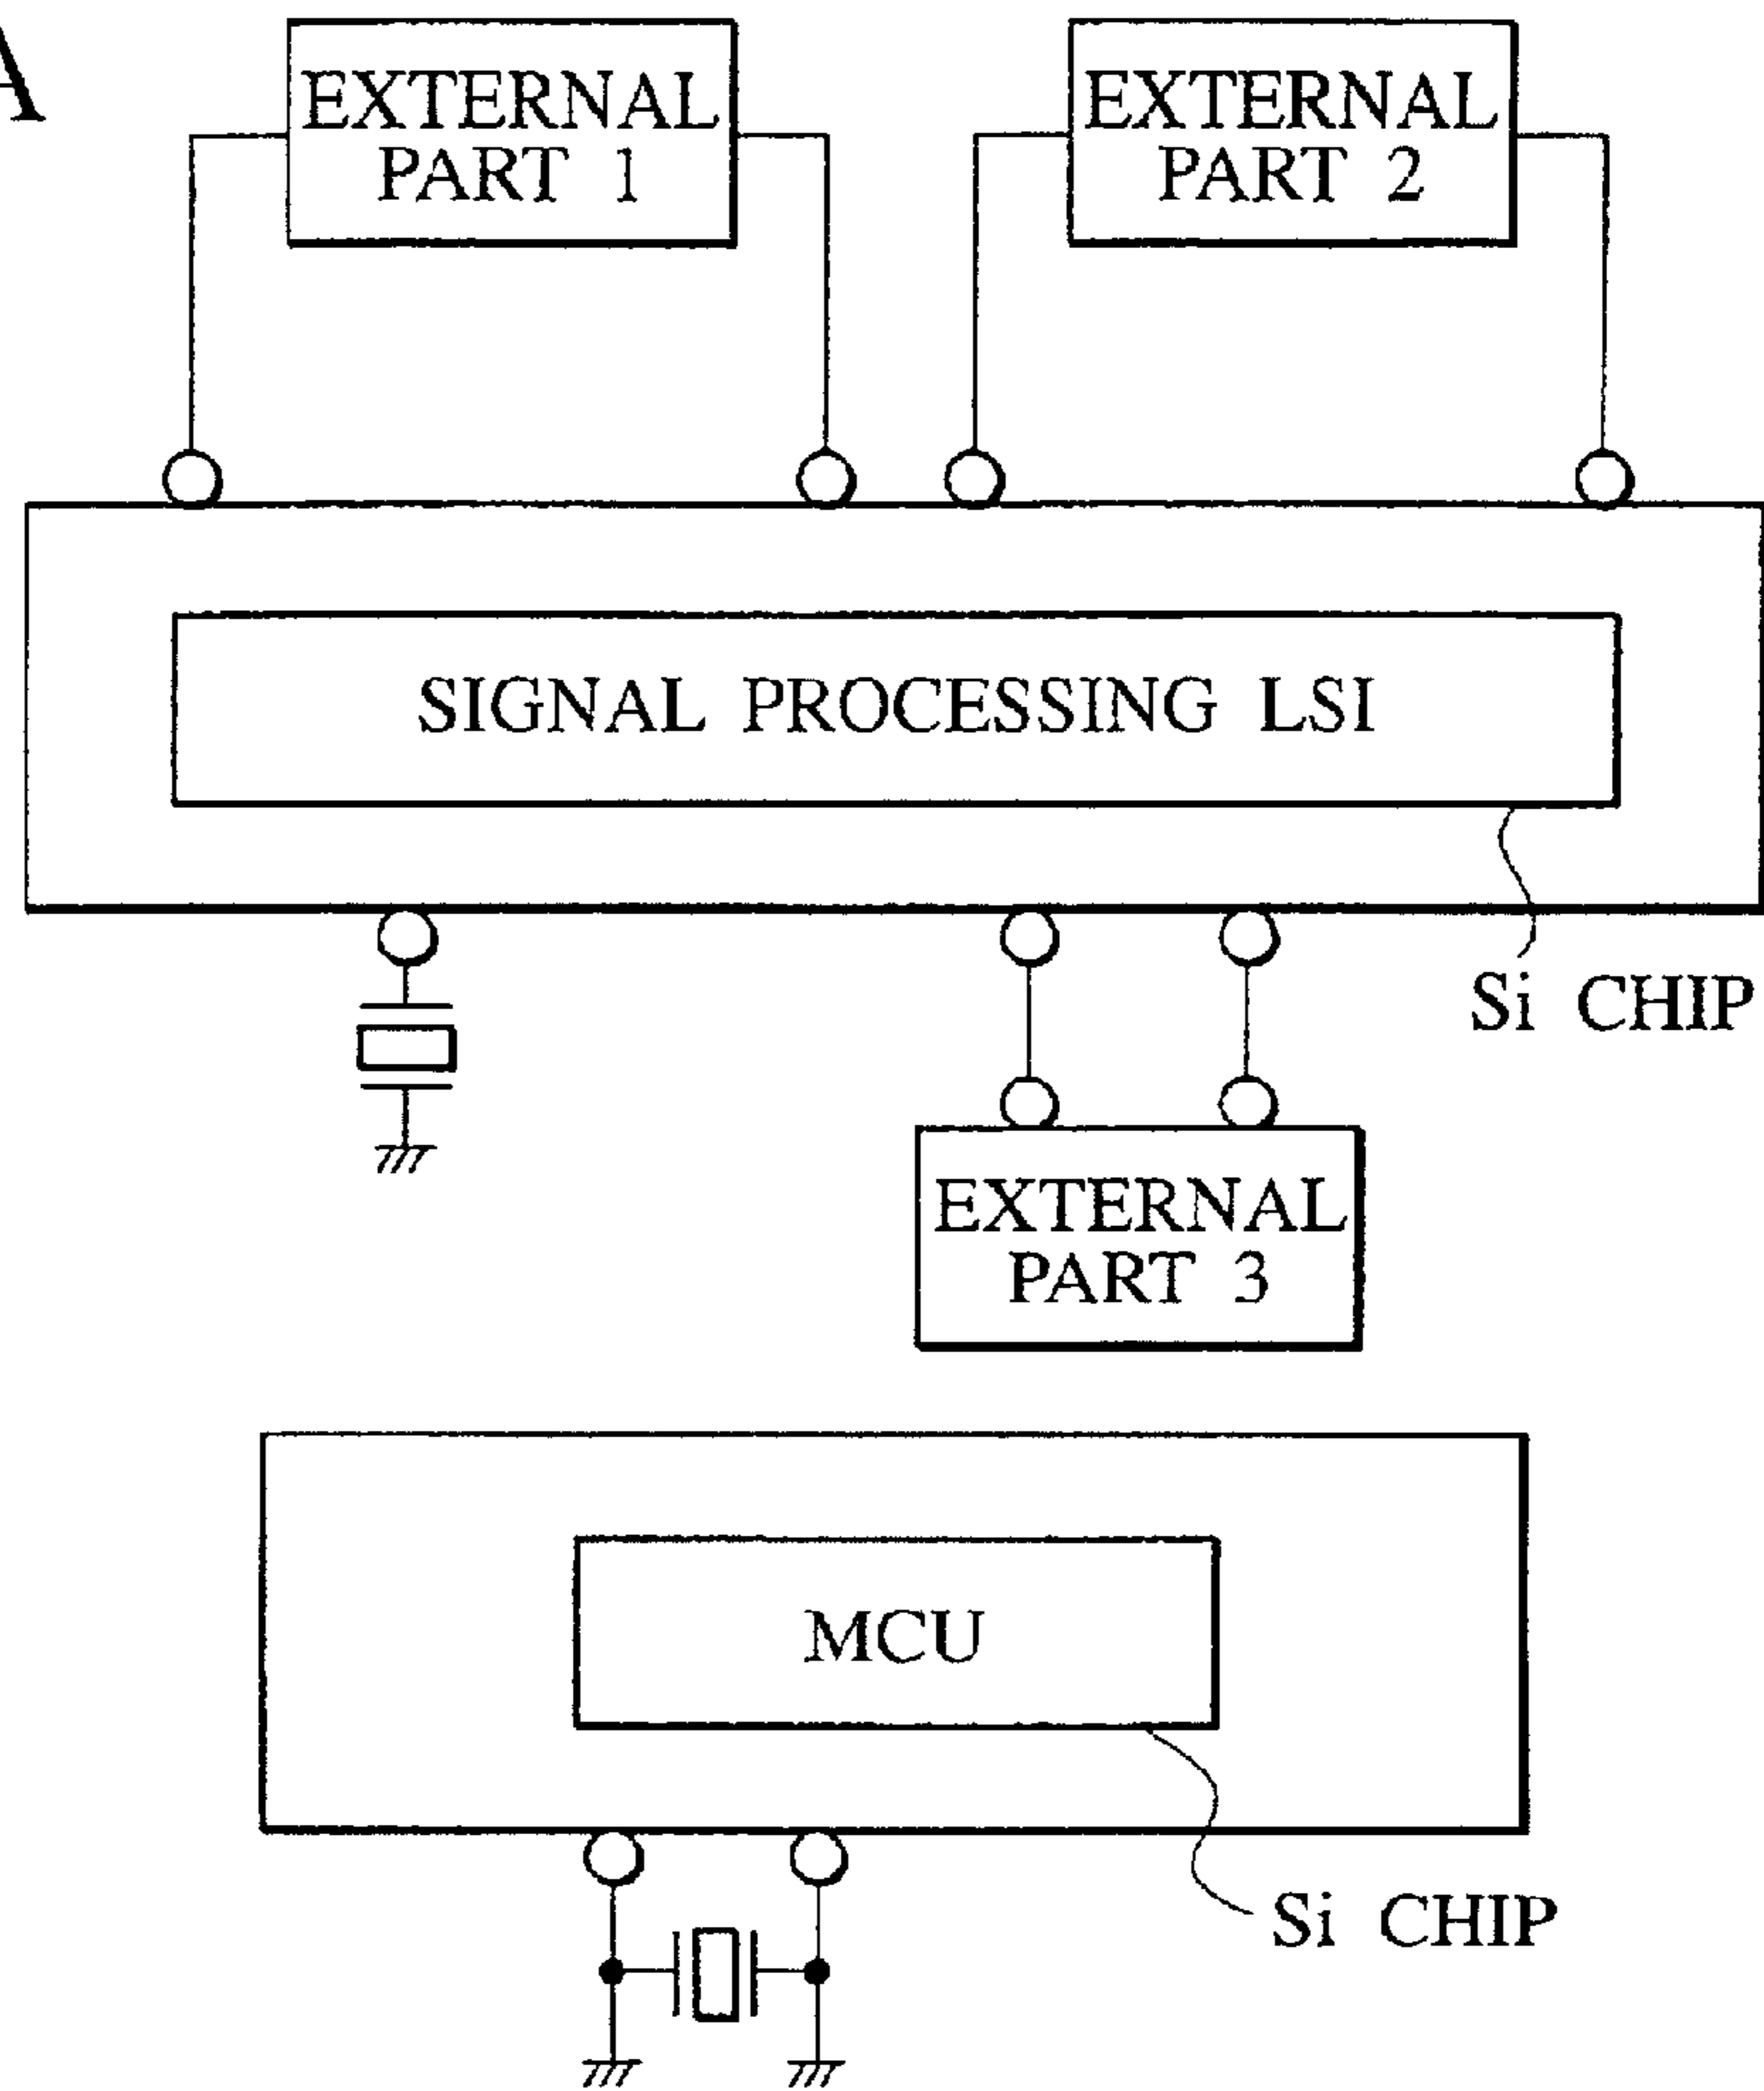 A
EXTERNAL
PART 1
EXTERNAL
PART 2
SIGNAL PROCESSING LSI
Si CHIP
EXTERNAL
PART 3
MCU
Si CHIP